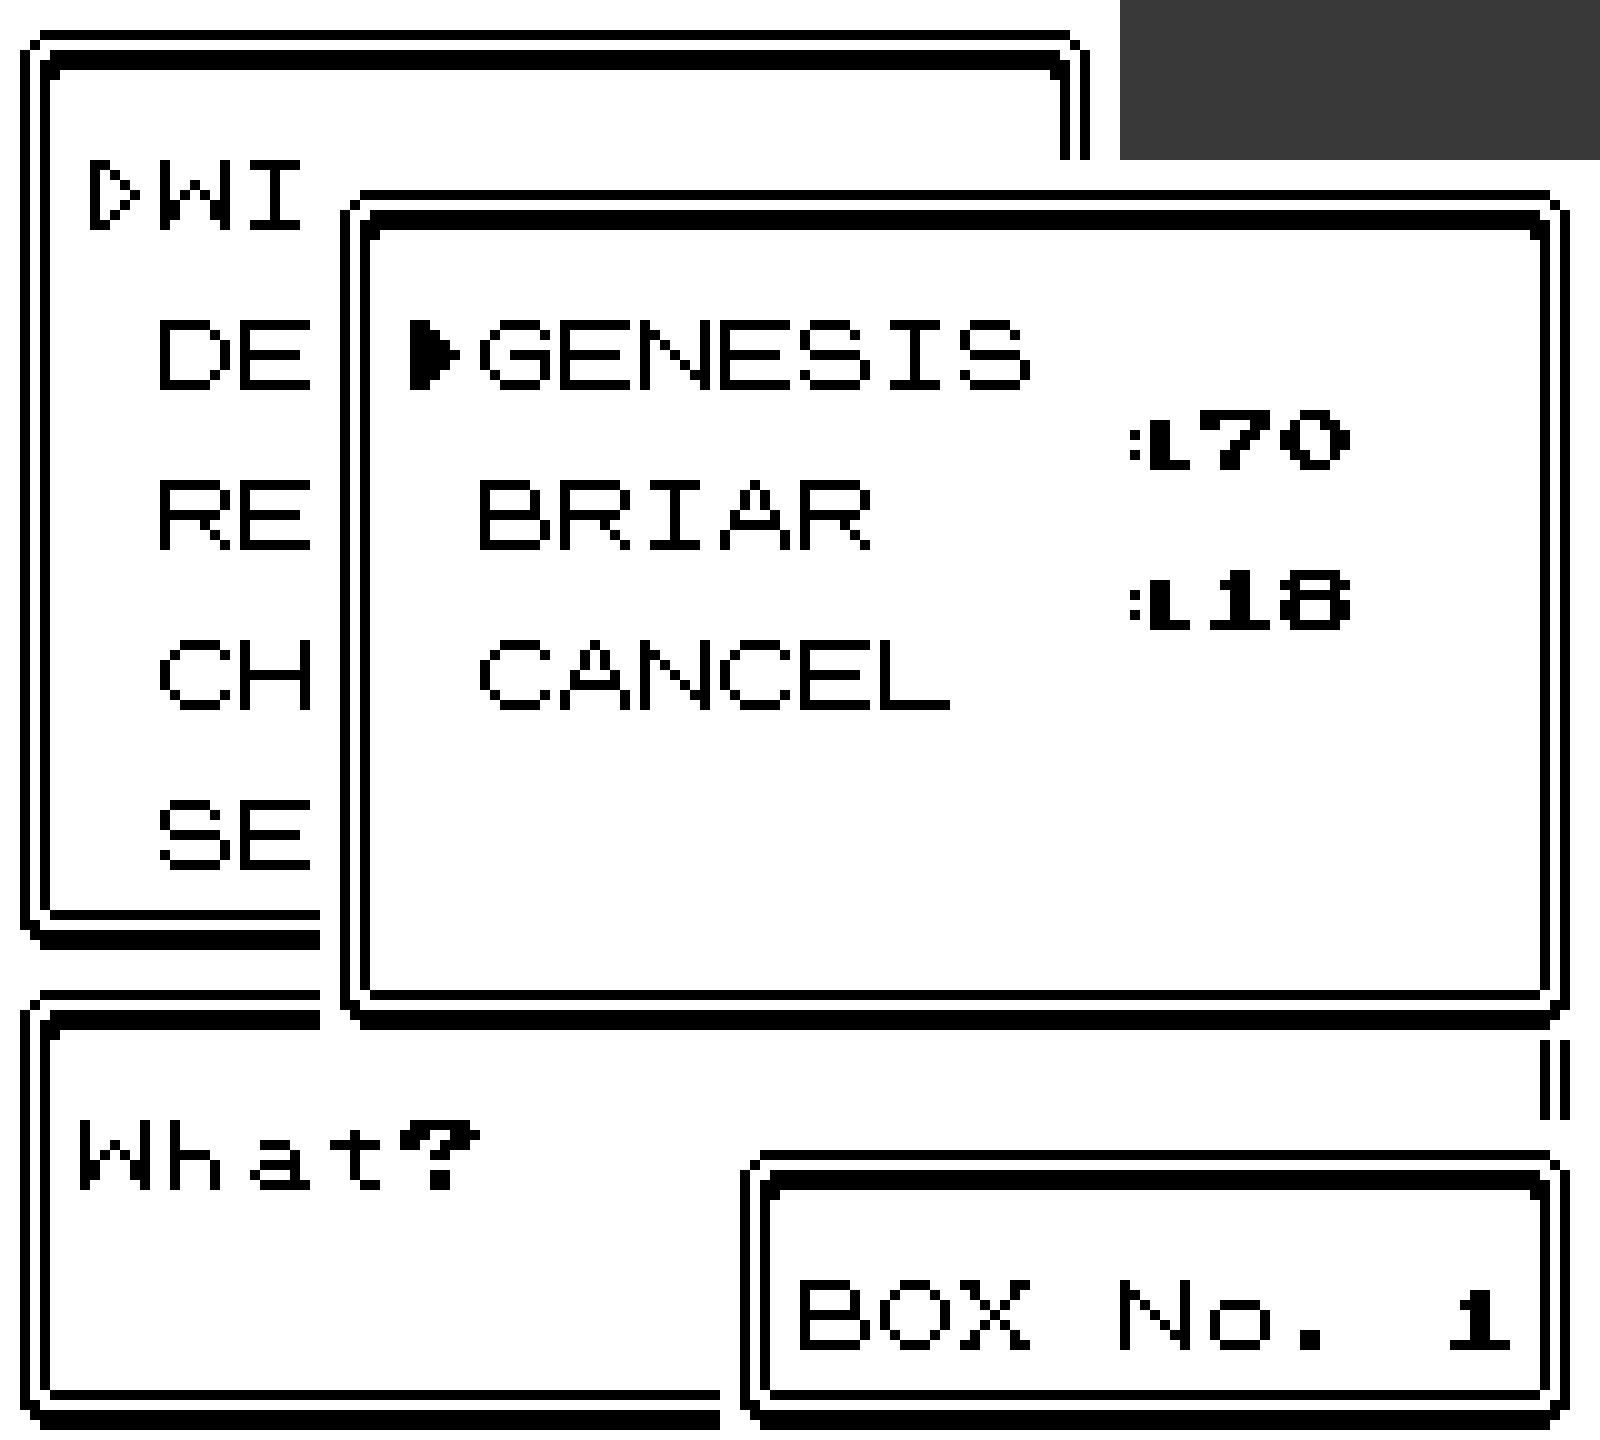 ▷WI
DE
RE
CH
SE
▶GENESIS
:L70
BRIAR
:L18
CANCEL
What?
BOX No. 1